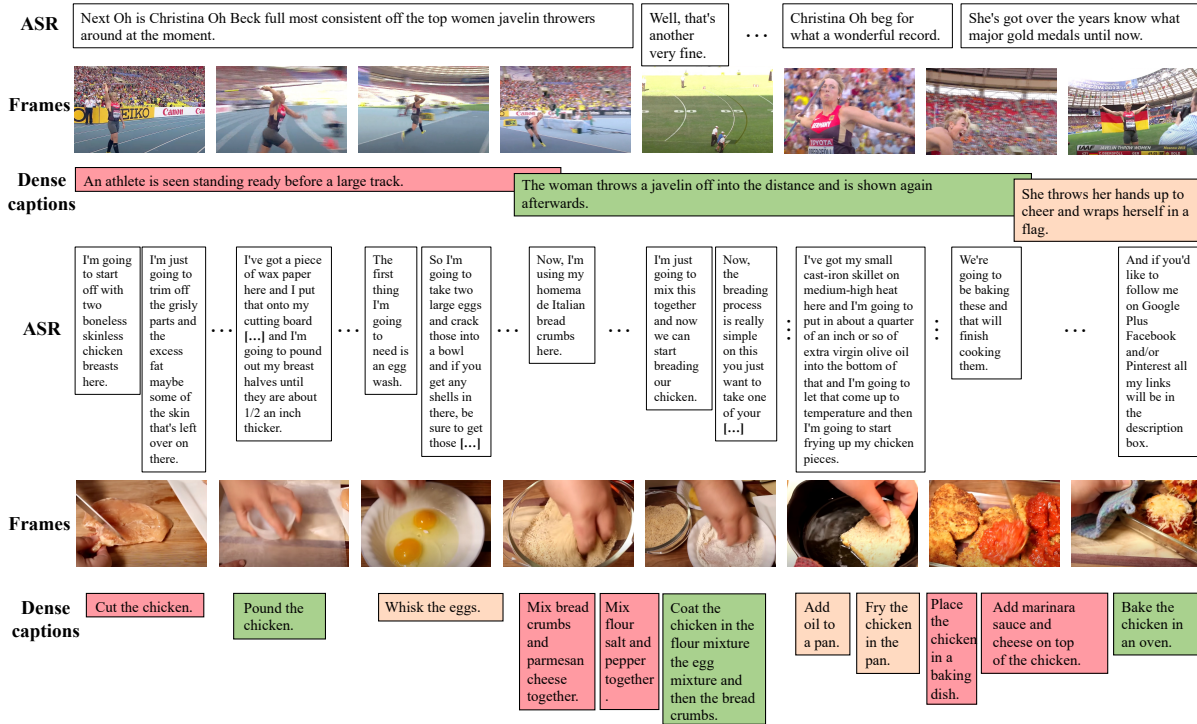 ASR
Next Oh is Christina Oh Beck full most consistent off the top women javelin throwers
around at the moment.
Well, that's
another
very fine.
...
Christina Oh beg for
what a wonderful record.
She's got over the years know what
major gold medals until now.
Frames
SEIKO
Canon
Canon
Canon
GERMANY
TOYOTA
IAAF
JAVELIN THROW WOMEN
Dense
captions
An athlete is seen standing ready before a large track.
The woman throws a javelin off into the distance and is shown again
afterwards.
She throws her hands up to
cheer and wraps herself in a
flag.
ASR
I'm going
to start
off with
two
boneless
skinless
chicken
breasts
here.
I'm just
going to
trim off
the grisly
parts and
the
excess
fat
maybe
some of
the skin
that's left
over on
there.
...
I've got a piece
of wax paper
here and I put
that onto my
cutting board
[...] and I'm
going to pound
out my breast
halves until
they are about
1/2 an inch
thicker.
...
The
first
thing
I'm
going
to
need is
an egg
wash.
So I'm
going to
take two
large eggs
and crack
those into
a bowl
and if you
get any
shells in
there, be
sure to get
those [...]
...
Now, I'm
using my
homema
de Italian
bread
crumbs
here.
...
I'm just
going to
mix this
together
and now
we can
start
breading
our
chicken.
Now,
the
breading
process
is really
simple
on this
you just
want to
take one
of your
[...]
...
I've got my small
cast-iron skillet on
medium-high heat
here and I'm going to
put in about a quarter
of an inch or so of
extra virgin olive oil
into the bottom of
that and I'm going to
let that come up to
temperature and then
I'm going to start
frying up my chicken
pieces.
...
We're
going to
be baking
these and
that will
finish
cooking
them.
...
And if you'd
like to
follow me
on Google
Plus
Facebook
and/or
Pinterest all
my links
will be in
the
description
box.
Frames
Dense
captions
Cut the chicken.
Pound the
chicken.
Whisk the eggs.
Mix bread
crumbs
and
parmesan
cheese
together.
Mix
flour
salt and
pepper
together
.
Coat the
chicken in the
flour mixture
the egg
mixture and
then the bread
crumbs.
Add
oil to
a pan.
Fry the
chicken
in the
pan.
Place
the
chicken
in a
baking
dish.
Add marinara
sauce and
cheese on top
of the chicken.
Bake the
chicken in
an oven.